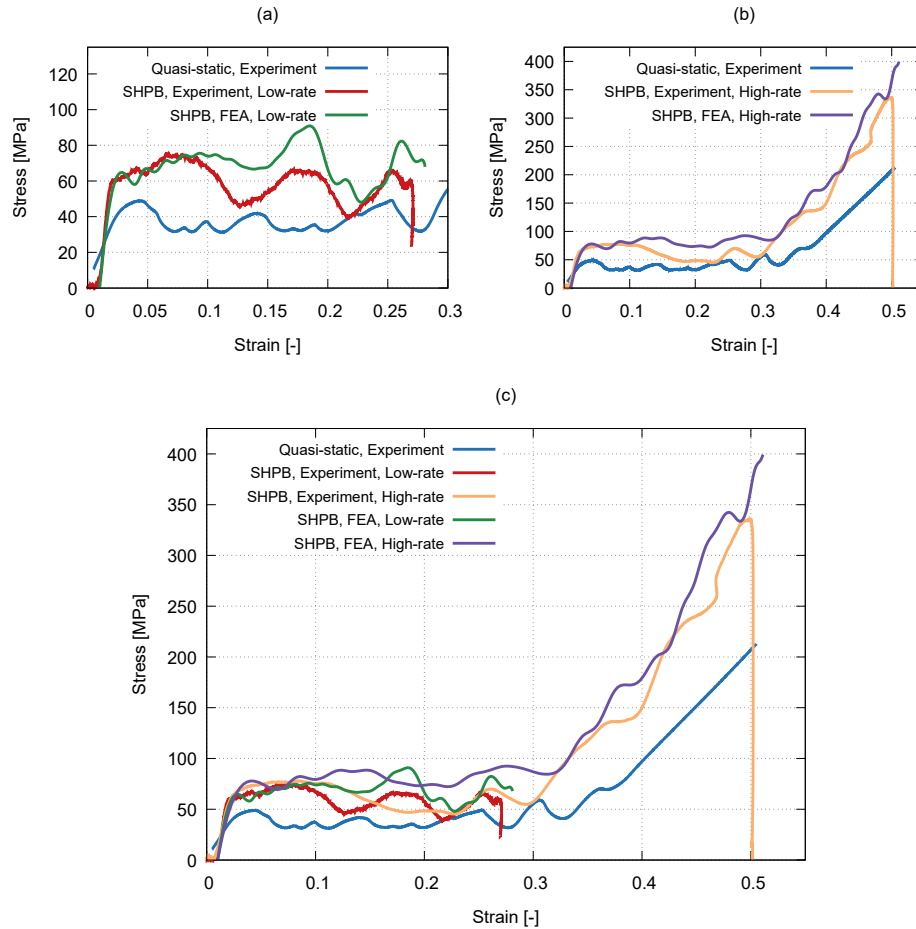 (a)
Stress [MPa]
120
100
80
60
40
20
0
Quasi-static, Experiment
SHPB, Experiment, Low-rate
SHPB, FEA, Low-rate
0 0.05 0.1 0.15 0.2 0.25 0.3
Strain [-]
(b)
Stress [MPa]
400
350
300
250
200
150
100
50
0
Quasi-static, Experiment
SHPB, Experiment, High-rate
SHPB, FEA, High-rate
0 0.1 0.2 0.3 0.4 0.5
Strain [-]
(c)
Stress [MPa]
400
350
300
250
200
150
100
50
0
Quasi-static, Experiment
SHPB, Experiment, Low-rate
SHPB, Experiment, High-rate
SHPB, FEA, Low-rate
SHPB, FEA, High-rate
0 0.1 0.2 0.3 0.4 0.5
Strain [-]